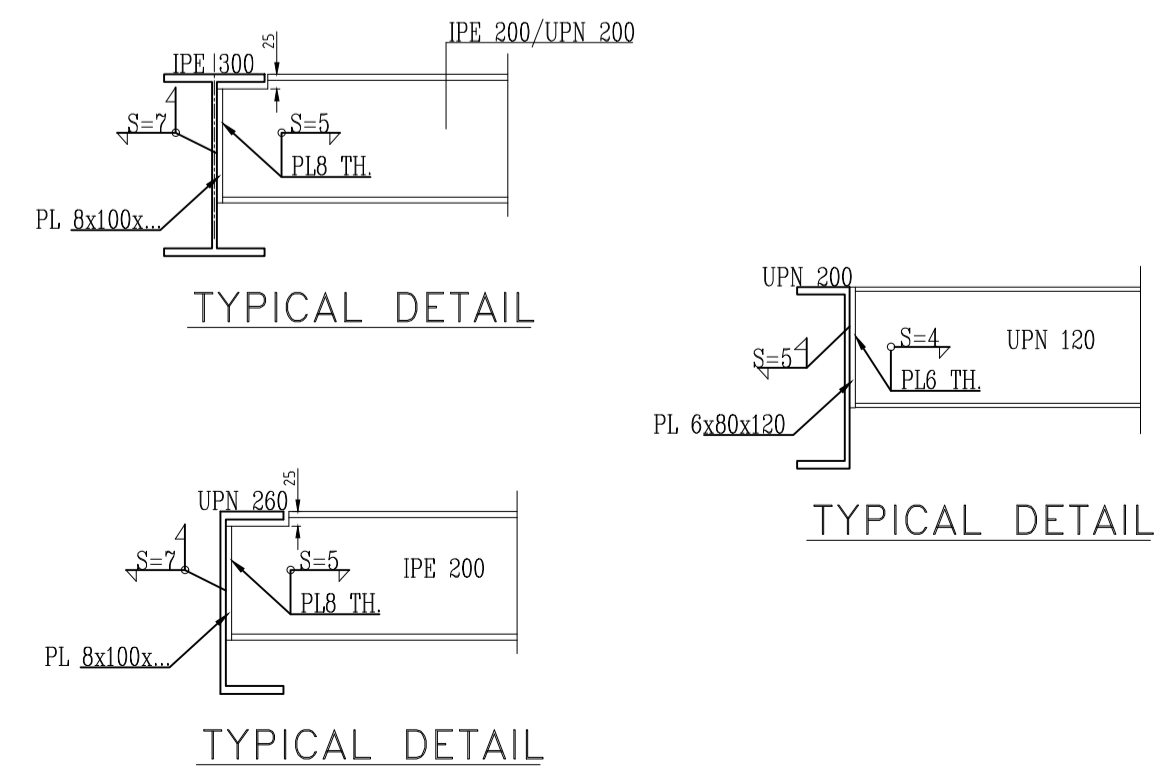 IPE 200/UPN 200
25
IPE 300
S=7
S=5
PL8 TH.
PL 8x100x...
TYPICAL DETAIL
UPN 200
S=5
S=4
UPN 120
PL6 TH.
PL 6x80x120
TYPICAL DETAIL
25
UPN 260
S=7
S=5
IPE 200
PL8 TH.
PL 8x100x...
TYPICAL DETAIL